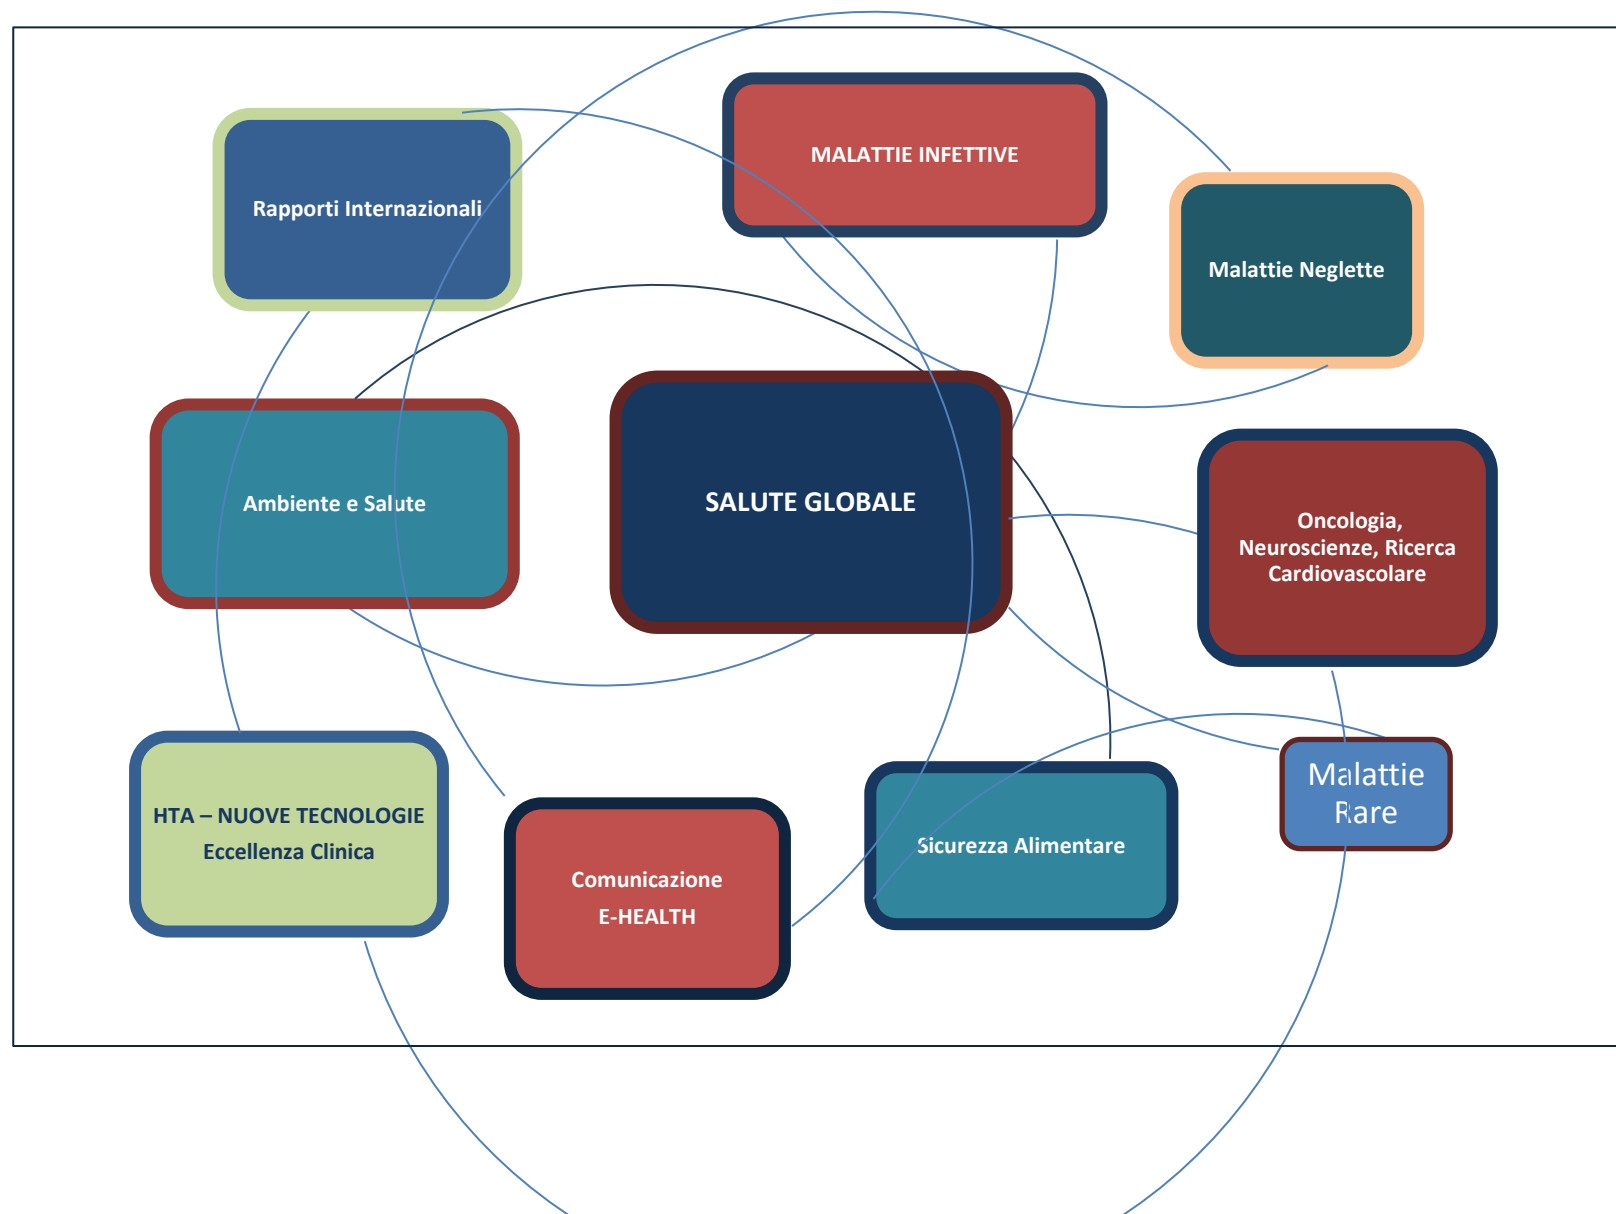 MALATTIE INFETTIVE
Rapporti Internazionali
Malattie Neglette
Ambiente e Salute
SALUTE GLOBALE
Oncologia,
Neuroscienze, Ricerca
Cardiovascolare
Malattie
Rare
HTA – NUOVE TECNOLOGIE
Eccellenza Clinica
Comunicazione
E-HEALTH
Sicurezza Alimentare